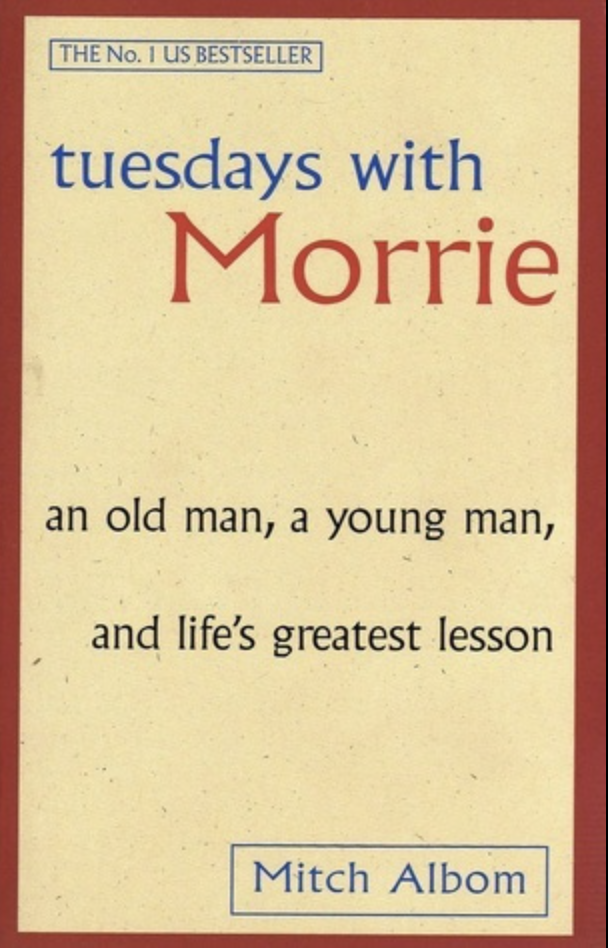 THE No. 1 US BESTSELLER
tuesdays with
Morrie
an old man, a young man,
and life's greatest lesson
Mitch Albom